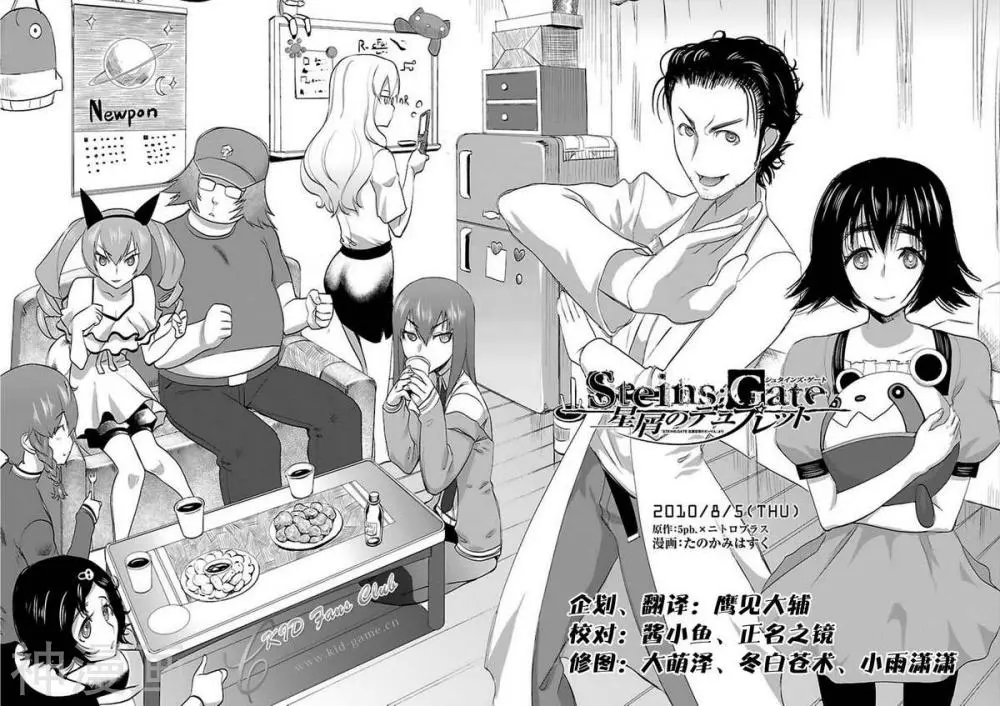 Newpon
Steins;Gate
シュタインズ・ゲート
星屑のデュプレット
2010/8/5(THU)
原作:5pb.×ニトロプラス
漫画:たのかみはすく
企划、翻译：鹰见大辅
校对：酱小鱼、正名之镜
修图：大萌泽、冬白苍术、小雨潇潇
KID Fans Club
www.kid-game.cn
神漫画